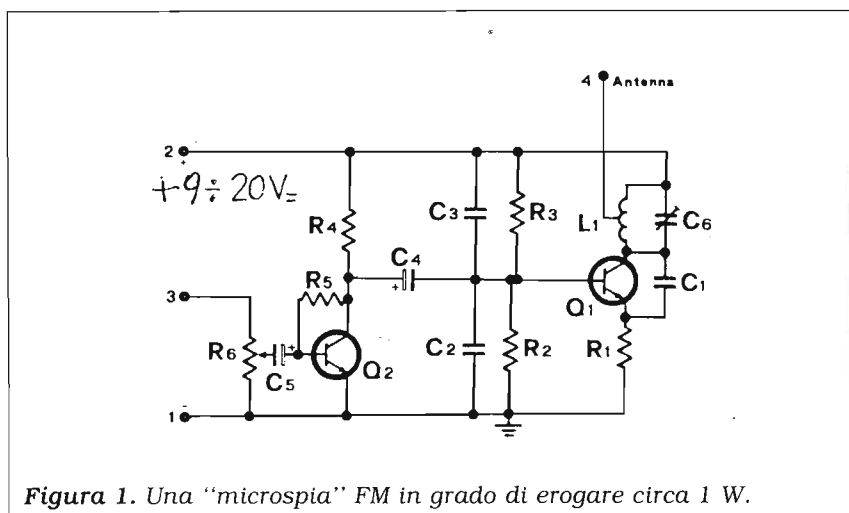 4 Antenna
2
+
+9÷20V=
R4
C3
R3
L1
C6
C4
+
R5
Q1
C1
3
R6
C5
+
Q2
C2
R2
R1
1
-
Figura 1. Una “microspia” FM in grado di erogare circa 1 W.